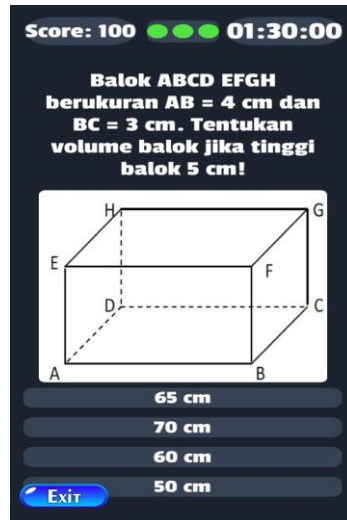 Score: 100 01:30:00
Balok ABCD EFGH
berukuran AB = 4 cm dan
BC = 3 cm. Tentukan
volume balok jika tinggi
balok 5 cm!
H G
E F
D C
A B
65 cm
70 cm
60 cm
50 cm
Exit